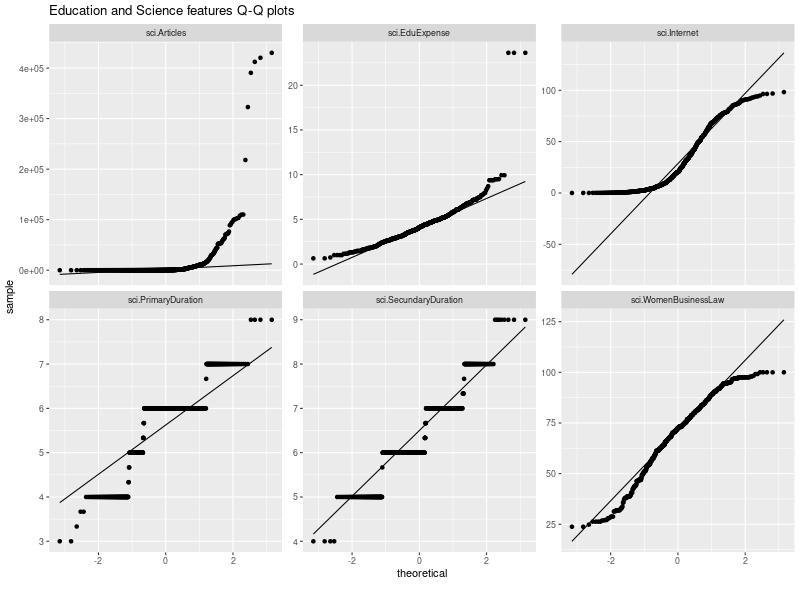 Education and Science features Q-Q plots
sci.Articles
sci.EduExpense
sci.Internet
4e+05
3e+05
2e+05
1e+05
0e+00
20
15
10
5
0
100
50
0
-50
sci.PrimaryDuration
sci.SecundaryDuration
sci.WomenBusinessLaw
8
7
6
5
4
3
9
8
7
6
5
4
125
100
75
50
25
-2
0
2
-2
0
2
-2
0
2
sample
theoretical